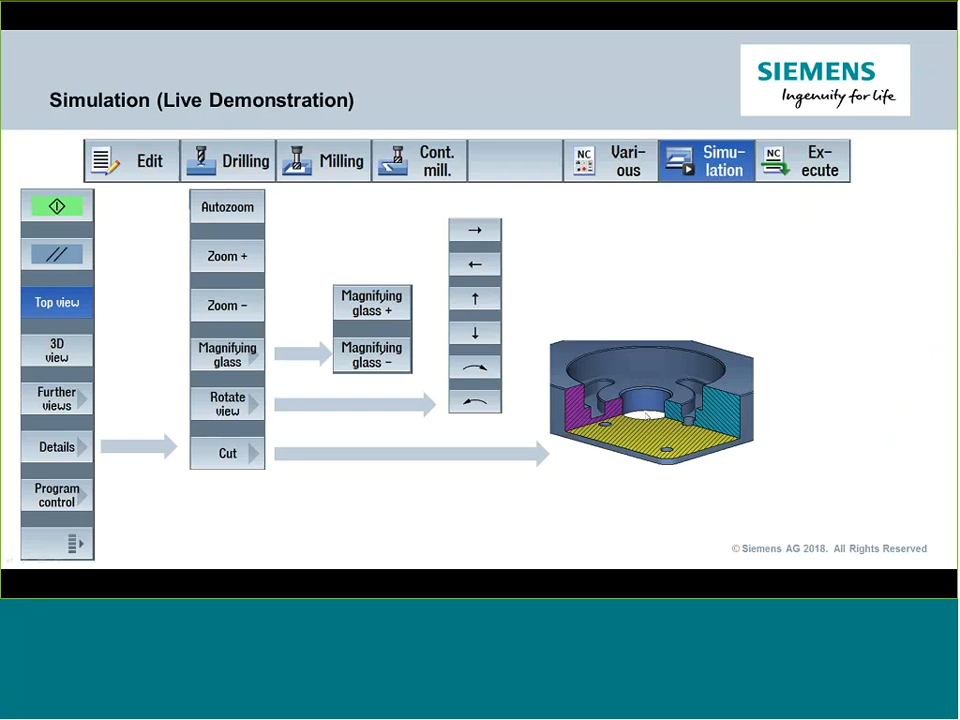 SIEMENS
Ingenuity for life
Simulation (Live Demonstration)
Edit
Drilling
Milling
Cont.
mill.
NC
Vari-
ous
Simu-
lation
NC
Ex-
ecute
Top view
3D
view
Further
views
Details
Program
control
Autozoom
Zoom +
Zoom -
Magnifying
glass
Rotate
view
Cut
Magnifying
glass +
Magnifying
glass -
© Siemens AG 2018. All Rights Reserved